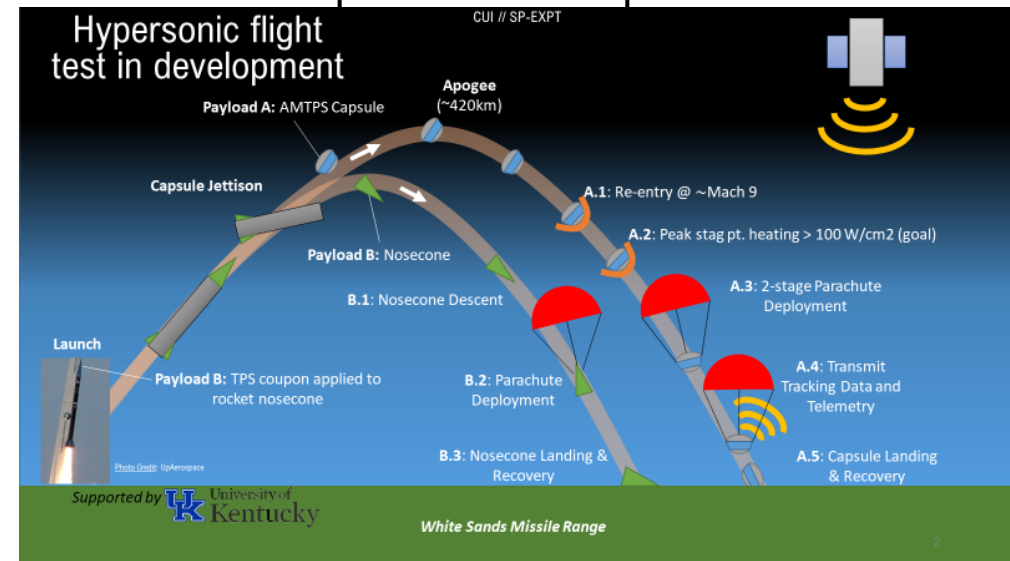 CUI // SP-EXPT
Hypersonic flight
test in development
Apogee
(~420km)
Payload A: AMTPS Capsule
Capsule Jettison
A.1: Re-entry @ ~Mach 9
A.2: Peak stag pt. heating > 100 W/cm2 (goal)
Payload B: Nosecone
B.1: Nosecone Descent
A.3: 2-stage Parachute
Deployment
Launch
Payload B: TPS coupon applied to
rocket nosecone
B.2: Parachute
Deployment
A.4: Transmit
Tracking Data and
Telemetry
B.3: Nosecone Landing &
Recovery
A.5: Capsule Landing
& Recovery
Photo Credit: UpAerospace
Supported by UK University of
Kentucky
White Sands Missile Range
2